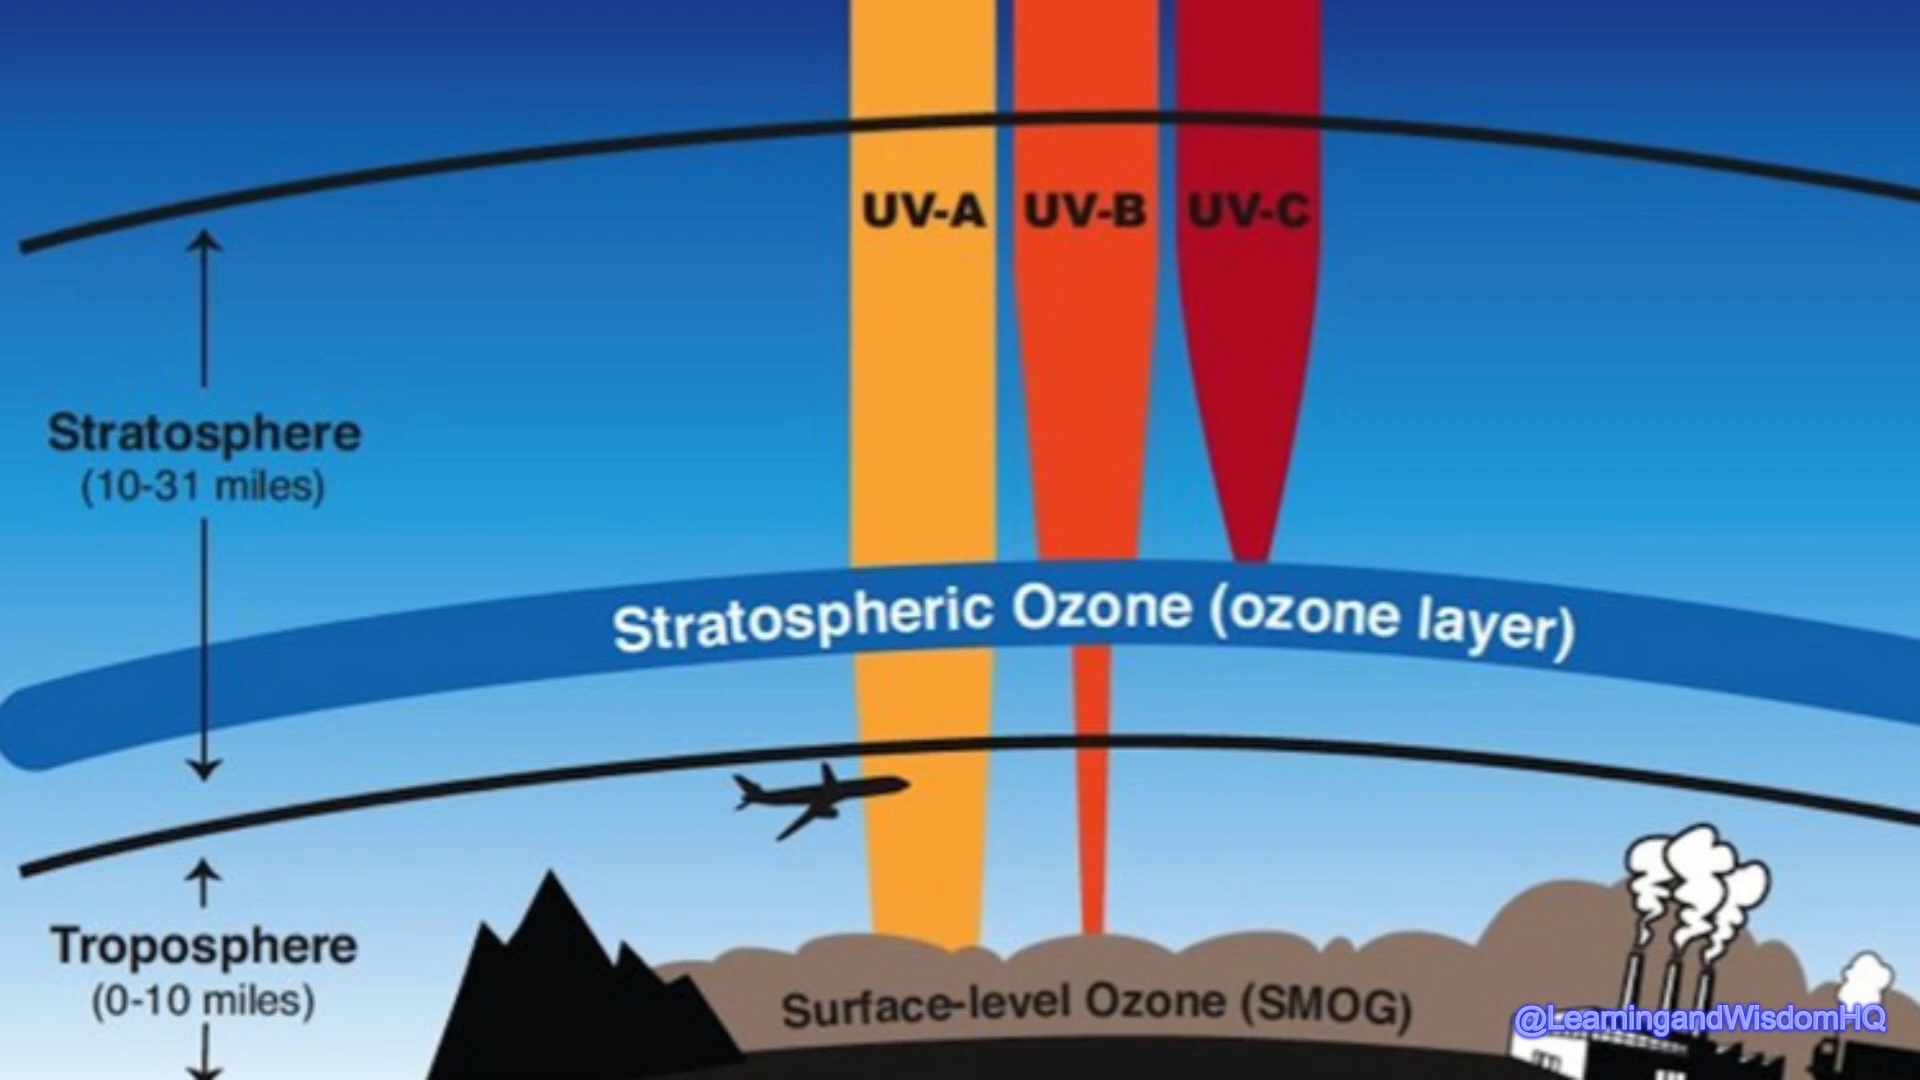 UV-A UV-B UV-C
Stratosphere
(10-31 miles)
Stratospheric Ozone (ozone layer)
Troposphere
(0-10 miles)
Surface-level Ozone (SMOG)
@LearningandWisdomHQ